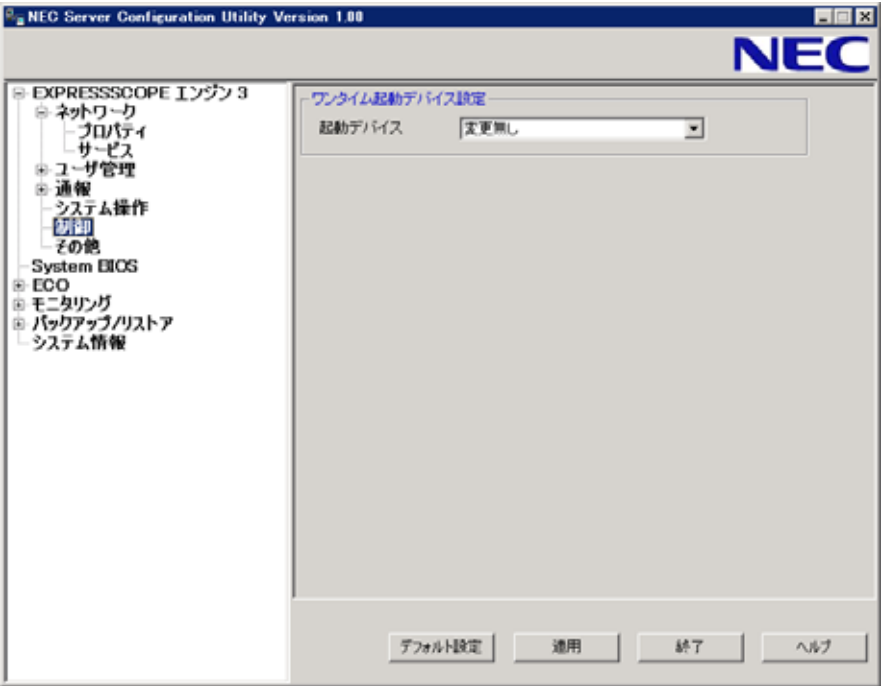 NEC Server Configuration Utility Version 1.00
NEC
EXPRESSSCOPE エンジン 3
ネットワーク
プロパティ
サービス
ユーザ管理
通報
システム操作
制御
その他
System BIOS
ECO
モニタリング
バックアップ/リストア
システム情報
ワンタイム起動デバイス設定
起動デバイス
変更無し
デフォルト設定
適用
終了
ヘルプ